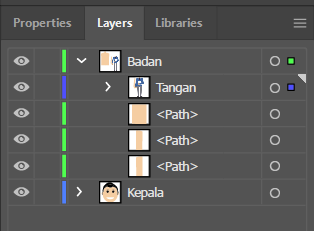 Properties Layers Libraries
Badan
Tangan
<Path>
<Path>
<Path>
Kepala